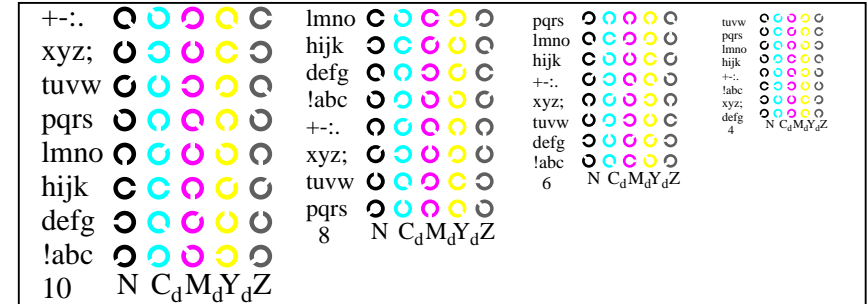 +-:.
xyz;
tuvw
pqrs
lmno
hijk
defg
!abc
10 N CdMdYdZ
lmno
hijk
defg
!abc
+-:.
xyz;
tuvw
pqrs
8 N CdMdYdZ
pqrs
lmno
hijk
+-:.
xyz;
tuvw
defg
!abc
6 N CdMdYdZ
tuvw
pqrs
lmno
hijk
+-:.
!abc
xyz;
defg
4 N CdMdYdZ